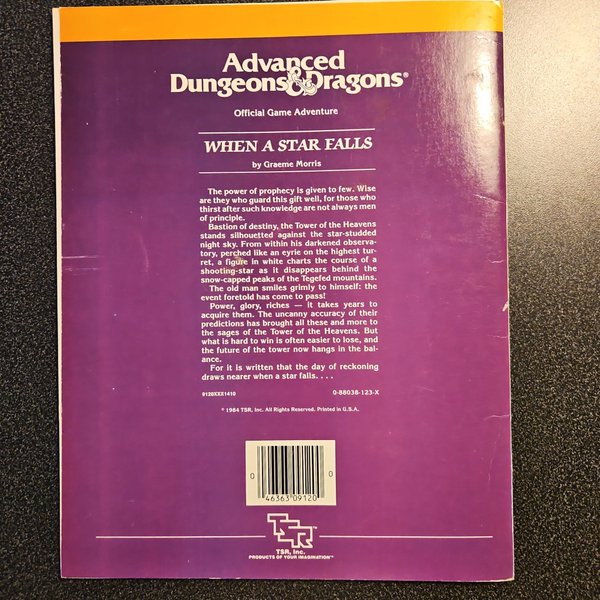 Advanced
Dungeons & Dragons®
Official Game Adventure
WHEN A STAR FALLS
by Graeme Morris
The power of prophecy is given to few. Wise
are they who guard this gift well, for those who
thirst after such knowledge are not always men
of principle.
Bastion of destiny, the Tower of the Heavens
stands silhouetted against the star-studded
night sky. From within his darkened observa-
tory, perched like an eyrie on the highest tur-
ret, a figure in white charts the course of a
shooting-star as it disappears behind the
snow-capped peaks of the Tegefed mountains.
The old man smiles grimly to himself: the
event foretold has come to pass!
Power, glory, riches — it takes years to
acquire them. The uncanny accuracy of their
predictions has brought all these and more to
the sages of the Tower of the Heavens. But
what is hard to win is often easier to lose, and
the future of the tower now hangs in the bal-
ance.
For it is written that the day of reckoning
draws nearer when a star falls. . . .
9120XXX1410 0-88038-123-X
© 1984 TSR, Inc. All Rights Reserved. Printed in U.S.A.
0 46363 09120 0
TSR™
TSR, Inc.
PRODUCTS OF YOUR IMAGINATION™